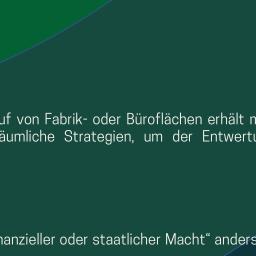 uf von Fabrik- oder Büroflächen erhält
äumliche Strategien, um der Entwertu
nanzieller oder staatlicher Macht“ anders